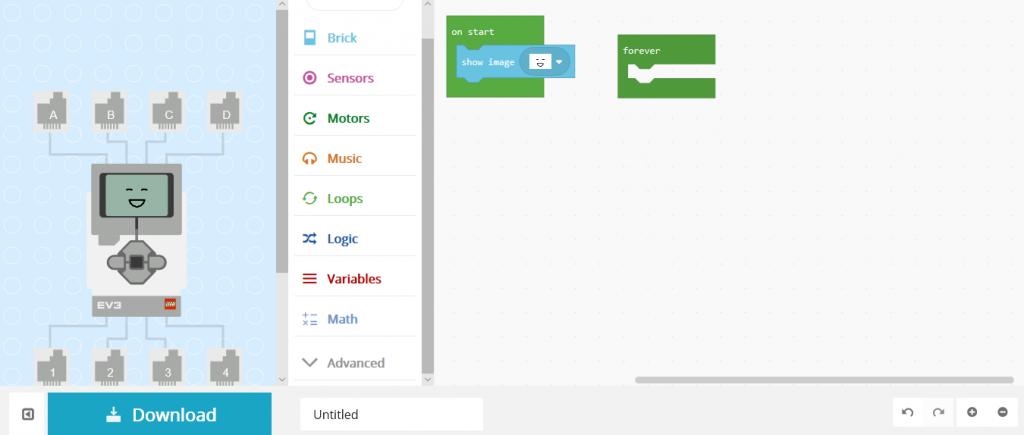 A B C D
EV3
1 2 3 4
Brick
Sensors
Motors
Music
Loops
Logic
Variables
Math
Advanced
on start
show image
forever
Download
Untitled